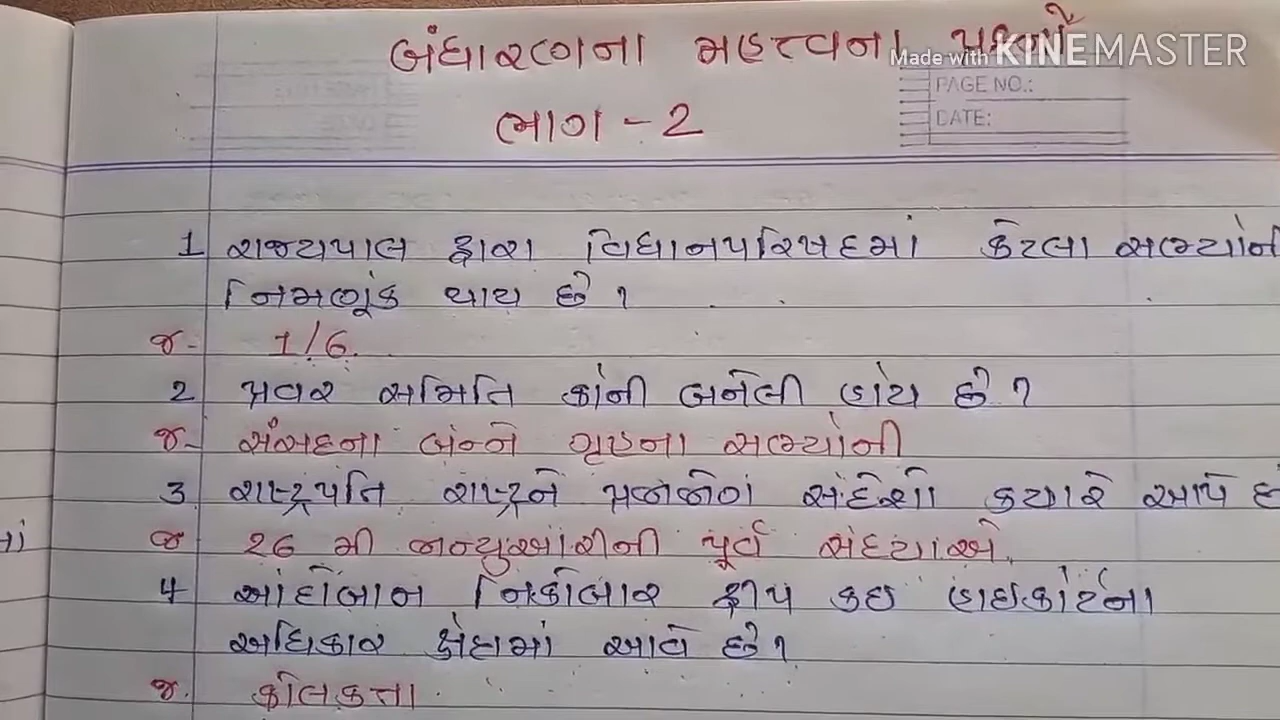 બંધારણના મહત્વના પ્રશ્નો
Made with KINEMASTER
PAGE NO.:
ભાગ - 2
DATE:
1 રાજ્યપાલ દ્વારા વિધાનપરિષદમાં કેટલા સભ્યોની
નિમણૂંક થાય છે ?
જ. 1/6.
2 પ્રવર સમિતિ કોની બનેલી હોય છે ?
જ. સંસદના બન્ને ગૃહના સભ્યોની
3 રાષ્ટ્રપતિ રાષ્ટ્રને પ્રજાજોગ સંદેશો કયારે આપે છે
જ 26 મી જાન્યુઆરીની પૂર્વ સંધ્યાએ.
4 આંદોબાન નિકોબાર દ્વીપ કઇ હાઇકોર્ટના
અધિકાર ક્ષેત્રમાં આવે છે ?
જ. કોલકત્તા.